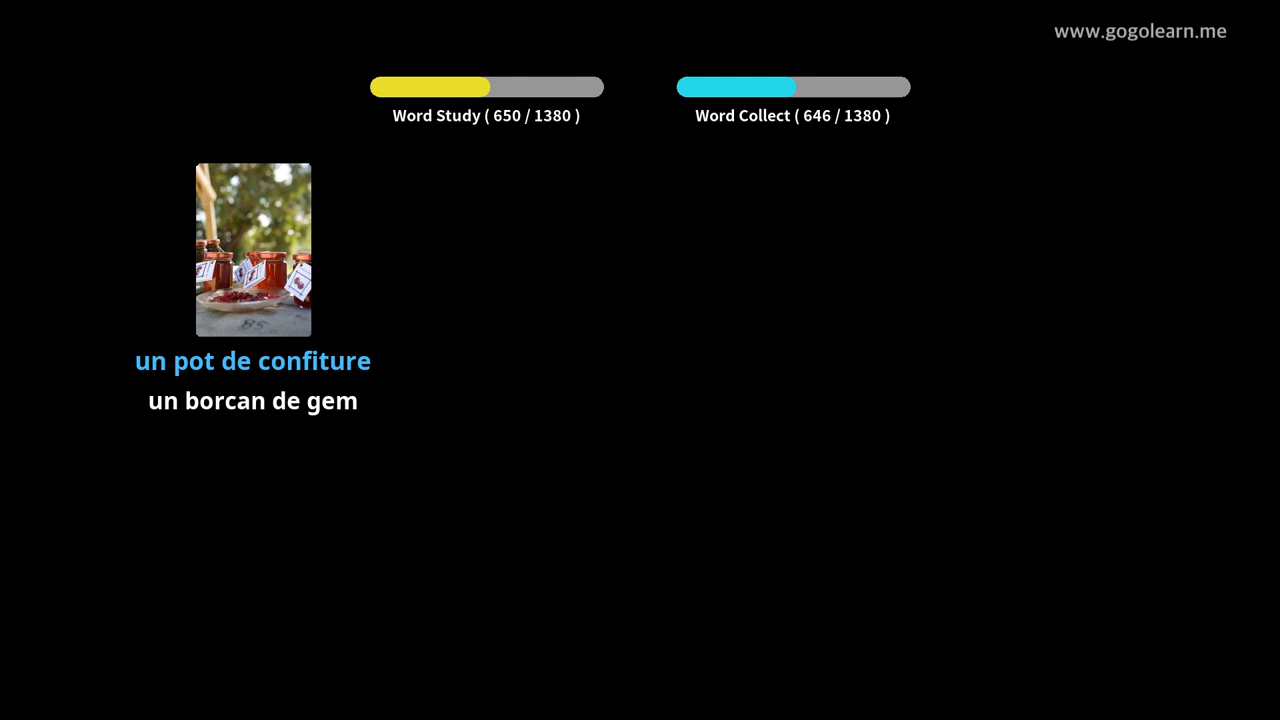 www.gogolearn.me
Word Study ( 650 / 1380 )
Word Collect ( 646 / 1380 )
un pot de confiture
un borcan de gem